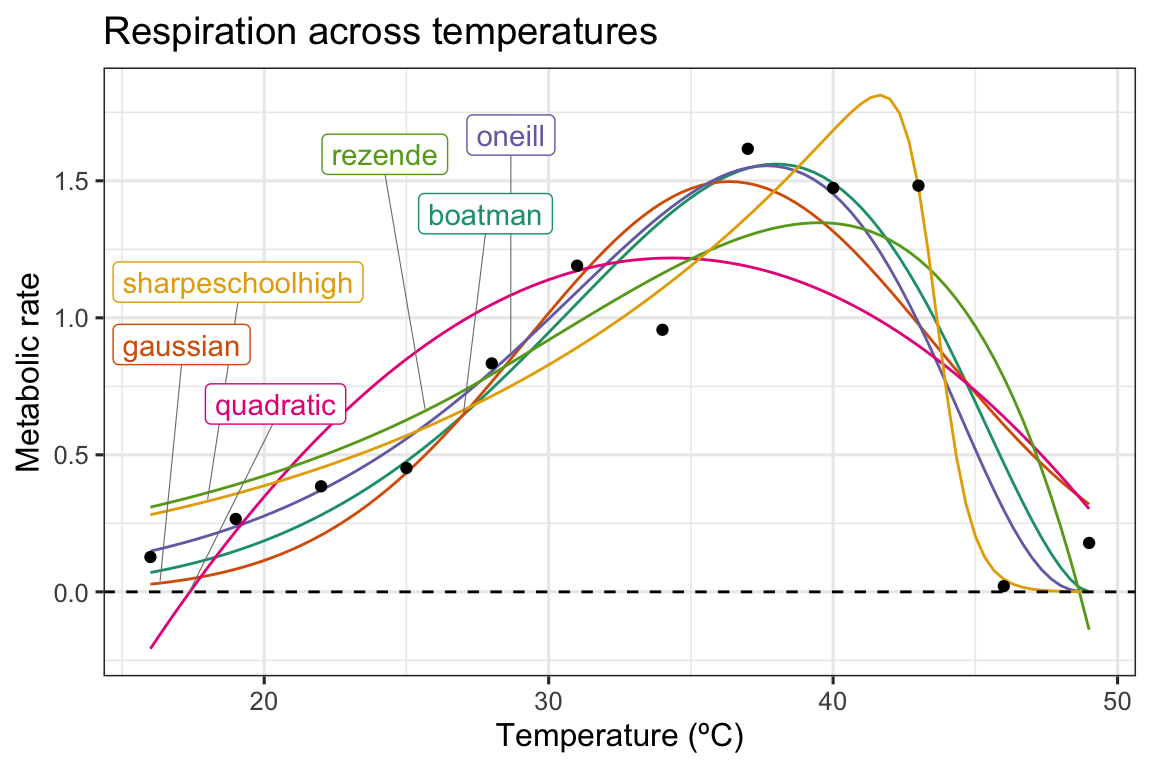 Respiration across temperatures
oneill
rezende
boatman
sharpeschoolhigh
gaussian
quadratic
1.5
1.0
0.5
0.0
Metabolic rate
20 30 40 50
Temperature (ºC)